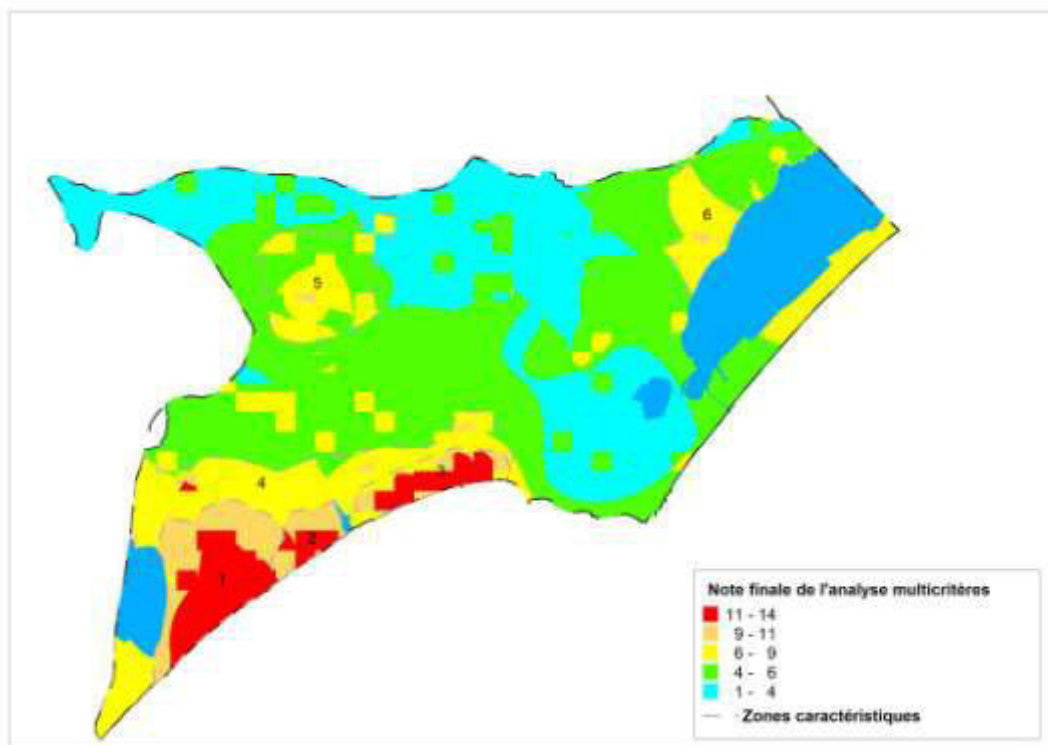 6
5
4
3
2
1
Note finale de l'analyse multicritères
11 - 14
9 - 11
6 - 9
4 - 6
1 - 4
Zones caractéristiques